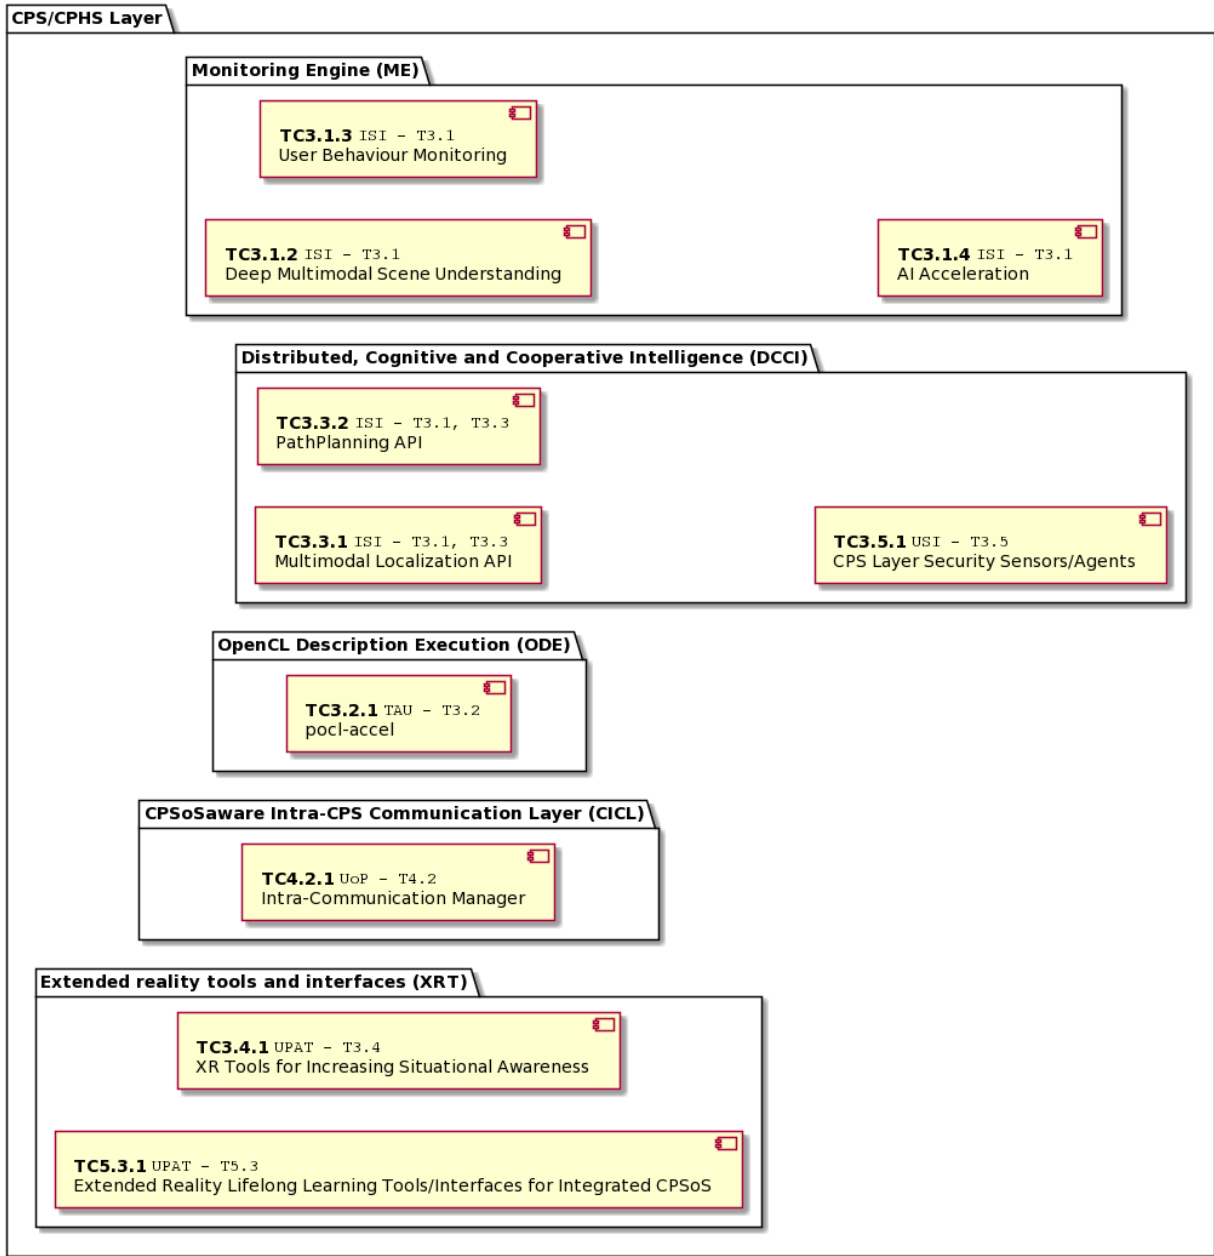 CPS/CPHS Layer
Monitoring Engine (ME)
TC3.1.3 ISI - T3.1
User Behaviour Monitoring
TC3.1.2 ISI - T3.1
Deep Multimodal Scene Understanding
TC3.1.4 ISI - T3.1
AI Acceleration
Distributed, Cognitive and Cooperative Intelligence (DCCI)
TC3.3.2 ISI - T3.1, T3.3
PathPlanning API
TC3.3.1 ISI - T3.1, T3.3
Multimodal Localization API
TC3.5.1 USI - T3.5
CPS Layer Security Sensors/Agents
OpenCL Description Execution (ODE)
TC3.2.1 TAU - T3.2
pocl-accel
CPSoSaware Intra-CPS Communication Layer (CICL)
TC4.2.1 UoP - T4.2
Intra-Communication Manager
Extended reality tools and interfaces (XRT)
TC3.4.1 UPAT - T3.4
XR Tools for Increasing Situational Awareness
TC5.3.1 UPAT - T5.3
Extended Reality Lifelong Learning Tools/Interfaces for Integrated CPSoS